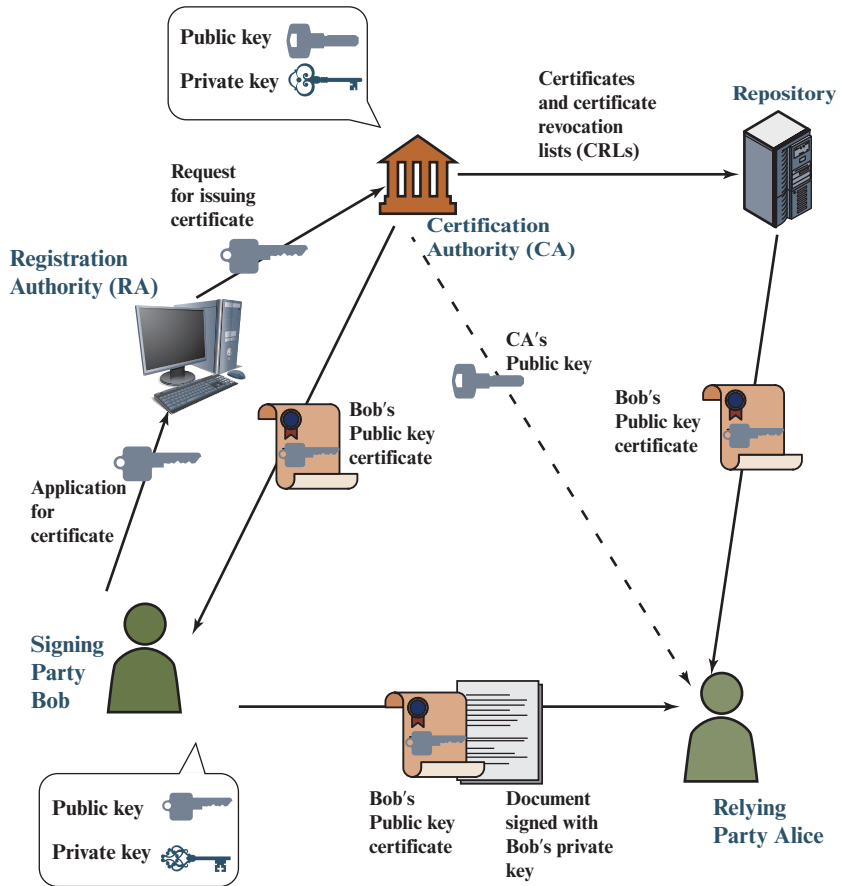 Public key
Private key
Certificates
and certificate
revocation
lists (CRLs)
Repository
Request
for issuing
certificate
Certification
Authority (CA)
Registration
Authority (RA)
CA's
Public key
Bob's
Public key
certificate
Bob's
Public key
certificate
Application
for
certificate
Signing
Party
Bob
Public key
Private key
Bob's
Public key
certificate
Document
signed with
Bob's private
key
Relying
Party Alice